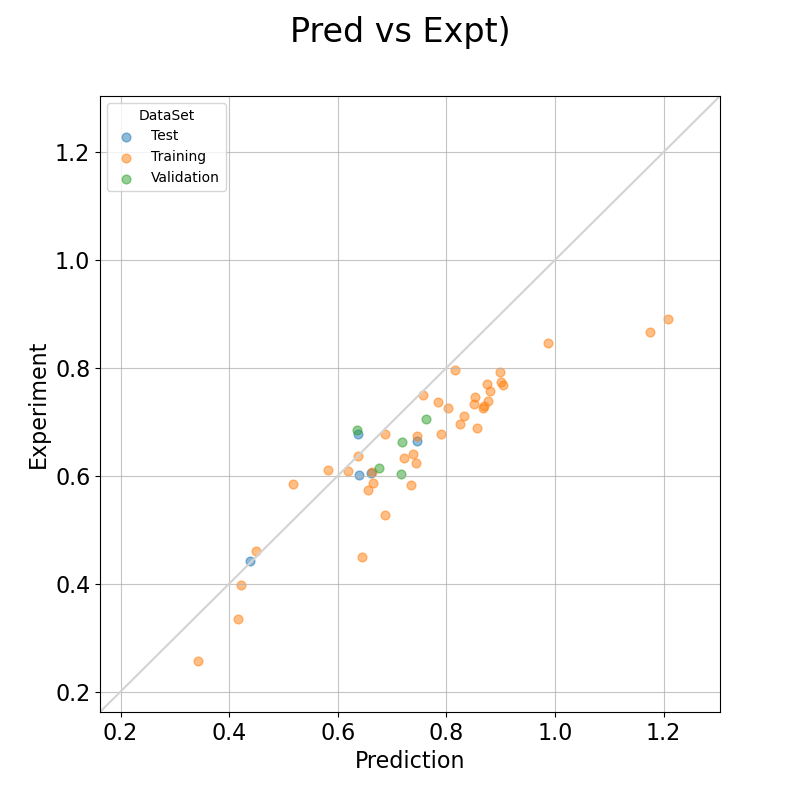 Pred vs Expt)
DataSet
Test
Training
Validation
1.2
1.0
0.8
0.6
0.4
0.2
Experiment
0.2 0.4 0.6 0.8 1.0 1.2
Prediction